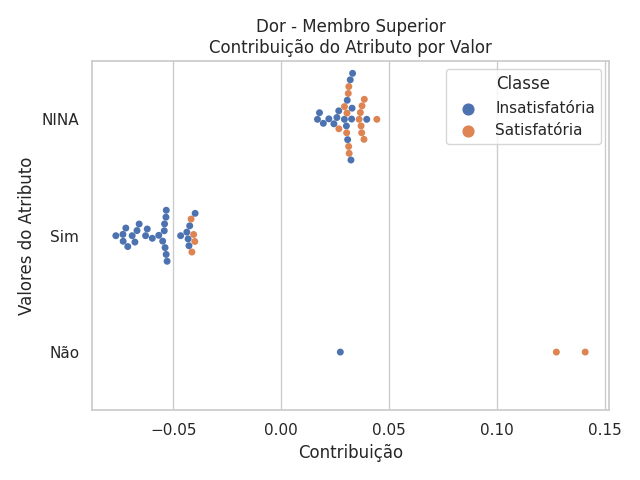 Dor - Membro Superior
Contribuição do Atributo por Valor
Classe
Insatisfatória
Satisfatória
Valores do Atributo
NINA
Sim
Não
−0.05
0.00
0.05
0.10
0.15
Contribuição